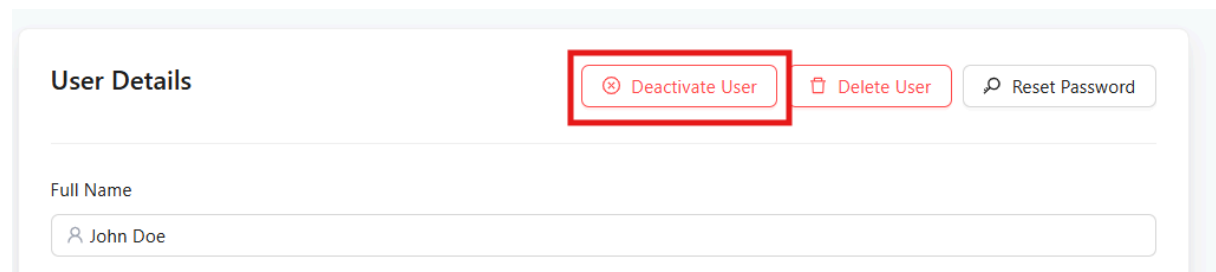 User Details
Deactivate User
Delete User
Reset Password
Full Name
John Doe